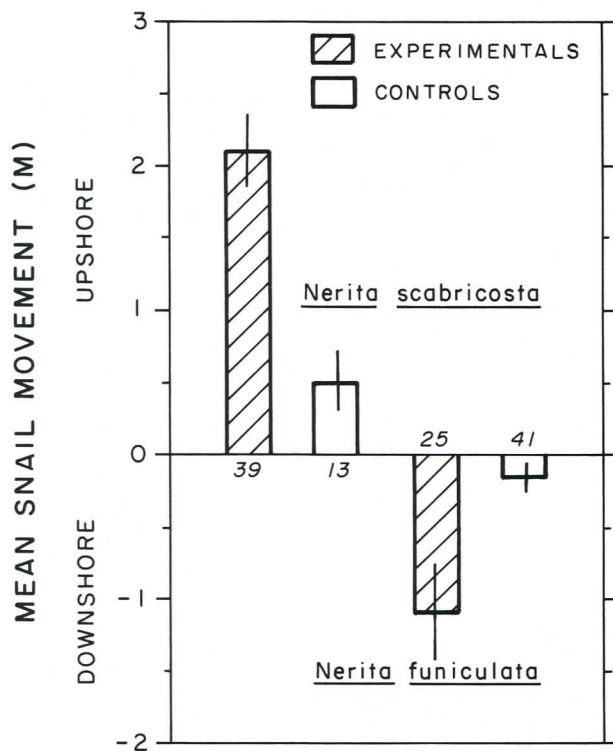 3
EXPERIMENTALS
CONTROLS
2
Nerita scabricosta
1
25 41
0
39 13
-1
Nerita funiculata
-2
MEAN SNAIL MOVEMENT (M)
UPSHORE
DOWNSHORE